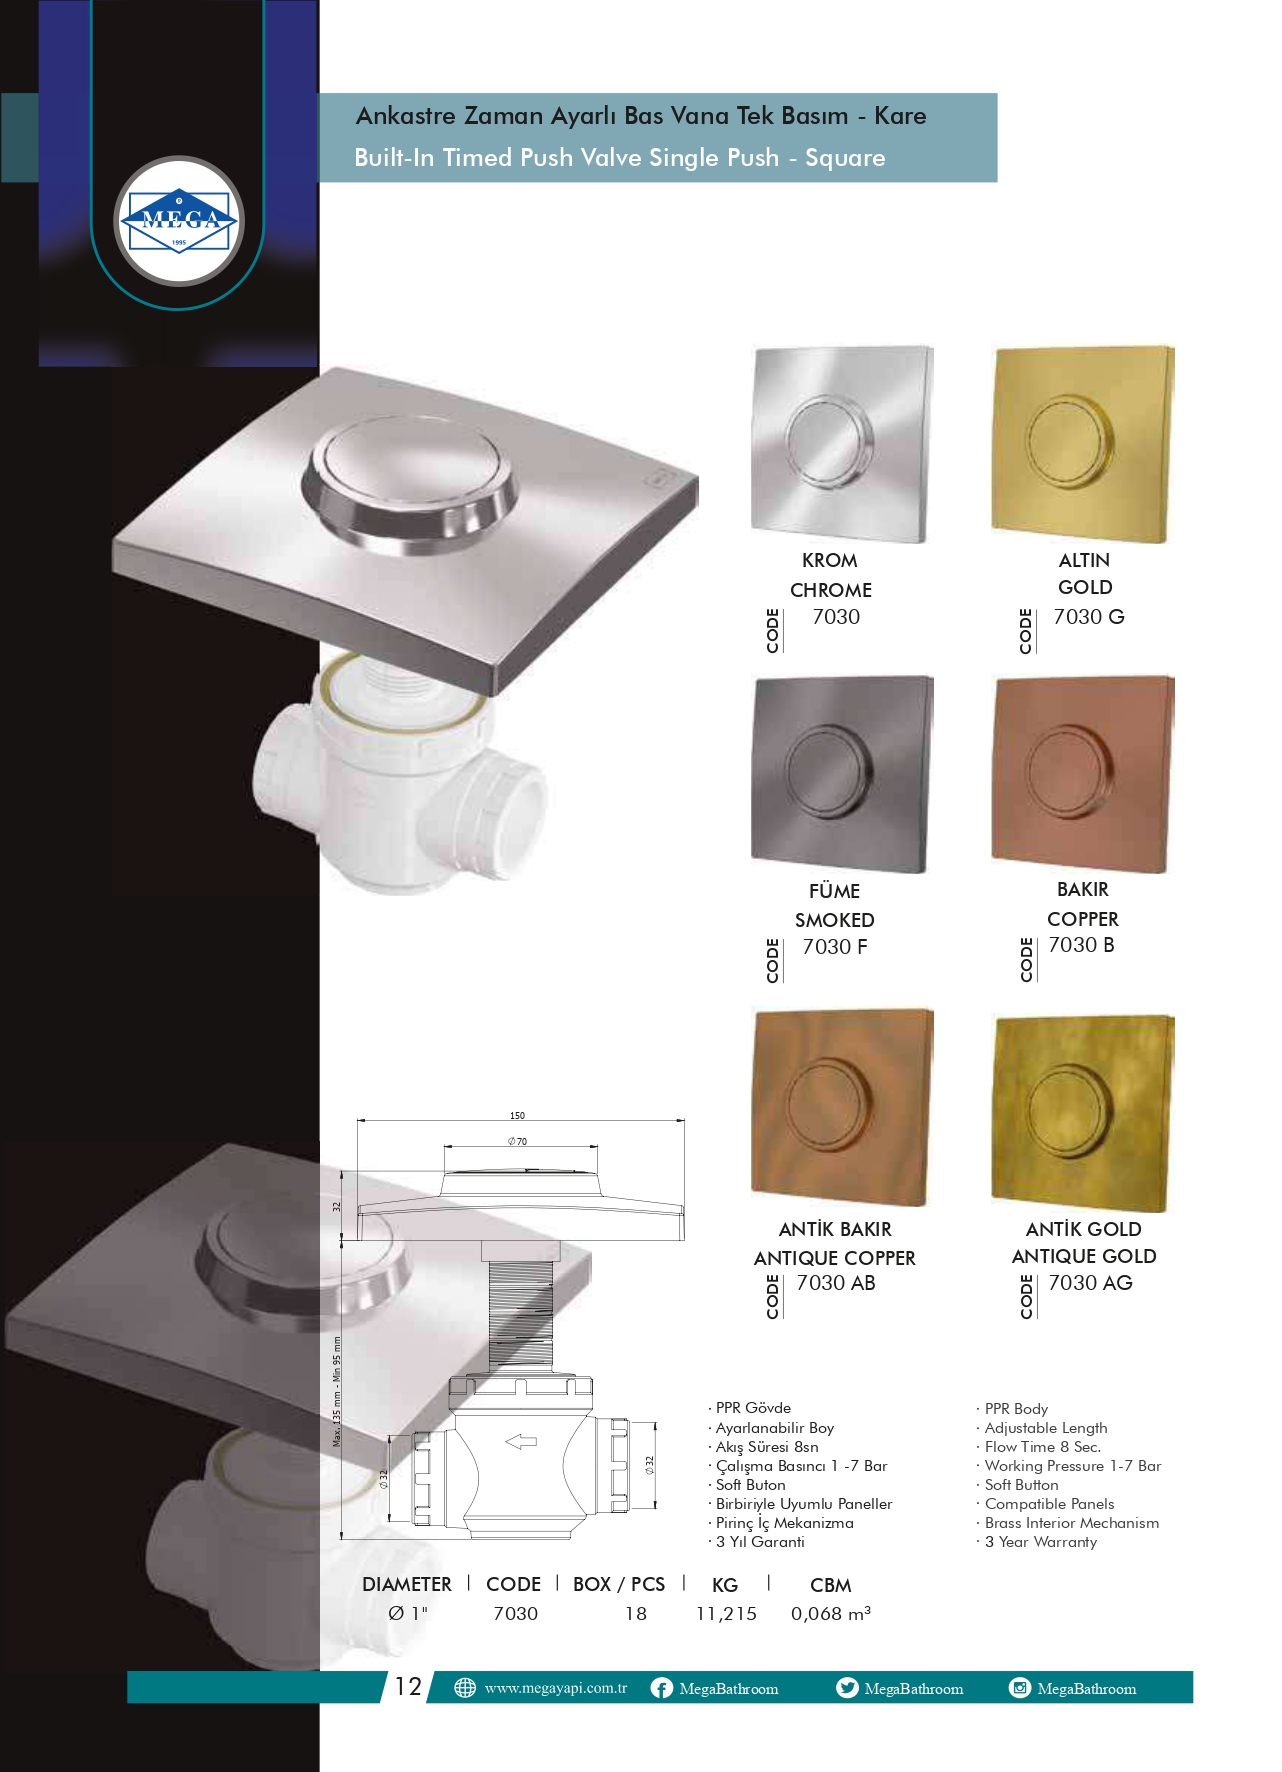 Ankastre Zaman Ayarlı Bas Vana Tek Basım - Kare
Built-In Timed Push Valve Single Push - Square
MEGA
1995
KROM
CHROME
CODE
7030
ALTIN
GOLD
CODE
7030 G
FÜME
SMOKED
CODE
7030 F
BAKIR
COPPER
CODE
7030 B
ANTİK BAKIR
ANTIQUE COPPER
CODE
7030 AB
ANTİK GOLD
ANTIQUE GOLD
CODE
7030 AG
150
Ø70
32
Max. 135 mm - Min 95 mm
Ø32
Ø32
· PPR Gövde
· Ayarlanabilir Boy
· Akış Süresi 8sn
· Çalışma Basıncı 1 -7 Bar
· Soft Buton
· Birbiriyle Uyumlu Paneller
· Pirinç İç Mekanizma
· 3 Yıl Garanti
· PPR Body
· Adjustable Length
· Flow Time 8 Sec.
· Working Pressure 1-7 Bar
· Soft Button
· Compatible Panels
· Brass Interior Mechanism
· 3 Year Warranty
DIAMETER | CODE | BOX / PCS | KG | CBM
Ø 1" 7030 18 11,215 0,068 m³
12 www.megayapi.com.tr MegaBathroom MegaBathroom MegaBathroom